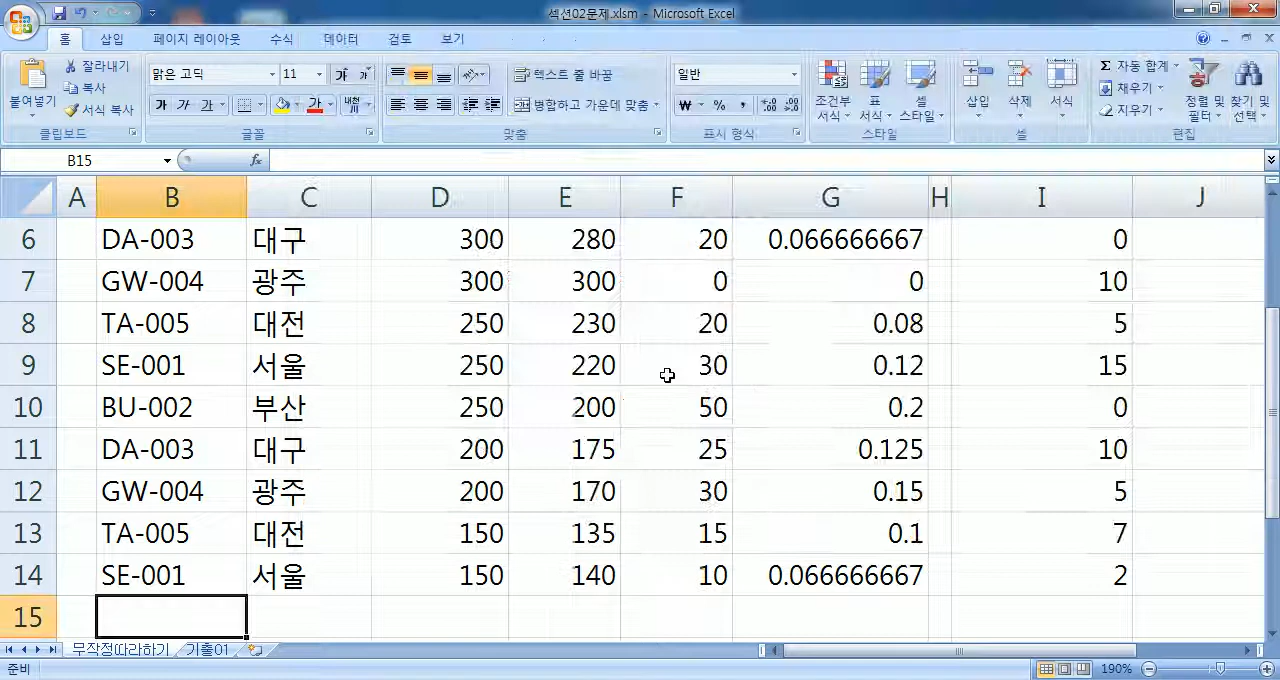 섹션02문제.xlsm - Microsoft Excel
홈 삽입 페이지 레이아웃 수식 데이터 검토 보기
붙여넣기 잘라내기 복사 서식 복사 클립보드
맑은 고딕 11 가 가 가 가 가 가 내천 글꼴
텍스트 줄 바꿈 병합하고 가운데 맞춤 맞춤
일반 ₩ % , 표시 형식
조건부 서식 표 서식 셀 스타일 스타일
삽입 삭제 서식 셀
Σ 자동 합계 채우기 지우기 정렬 및 필터 찾기 및 선택 편집
B15 fx
A B C D E F G H I J
6 DA-003 대구 300 280 20 0.066666667 0
7 GW-004 광주 300 300 0 0 10
8 TA-005 대전 250 230 20 0.08 5
9 SE-001 서울 250 220 30 0.12 15
10 BU-002 부산 250 200 50 0.2 0
11 DA-003 대구 200 175 25 0.125 10
12 GW-004 광주 200 170 30 0.15 5
13 TA-005 대전 150 135 15 0.1 7
14 SE-001 서울 150 140 10 0.066666667 2
15
무작정따라하기 기출01
준비 190%